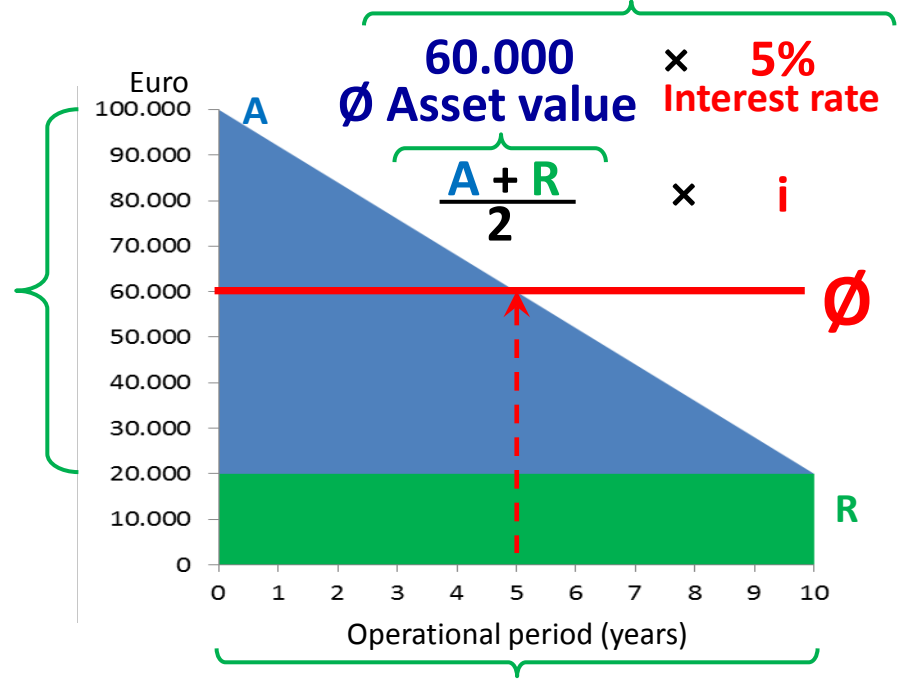 60.000 × 5%
Ø Asset value Interest rate
Euro
A
A + R
2
× i
100.000
90.000
80.000
70.000
60.000
50.000
40.000
30.000
20.000
10.000
0
Ø
R
0 1 2 3 4 5 6 7 8 9 10
Operational period (years)